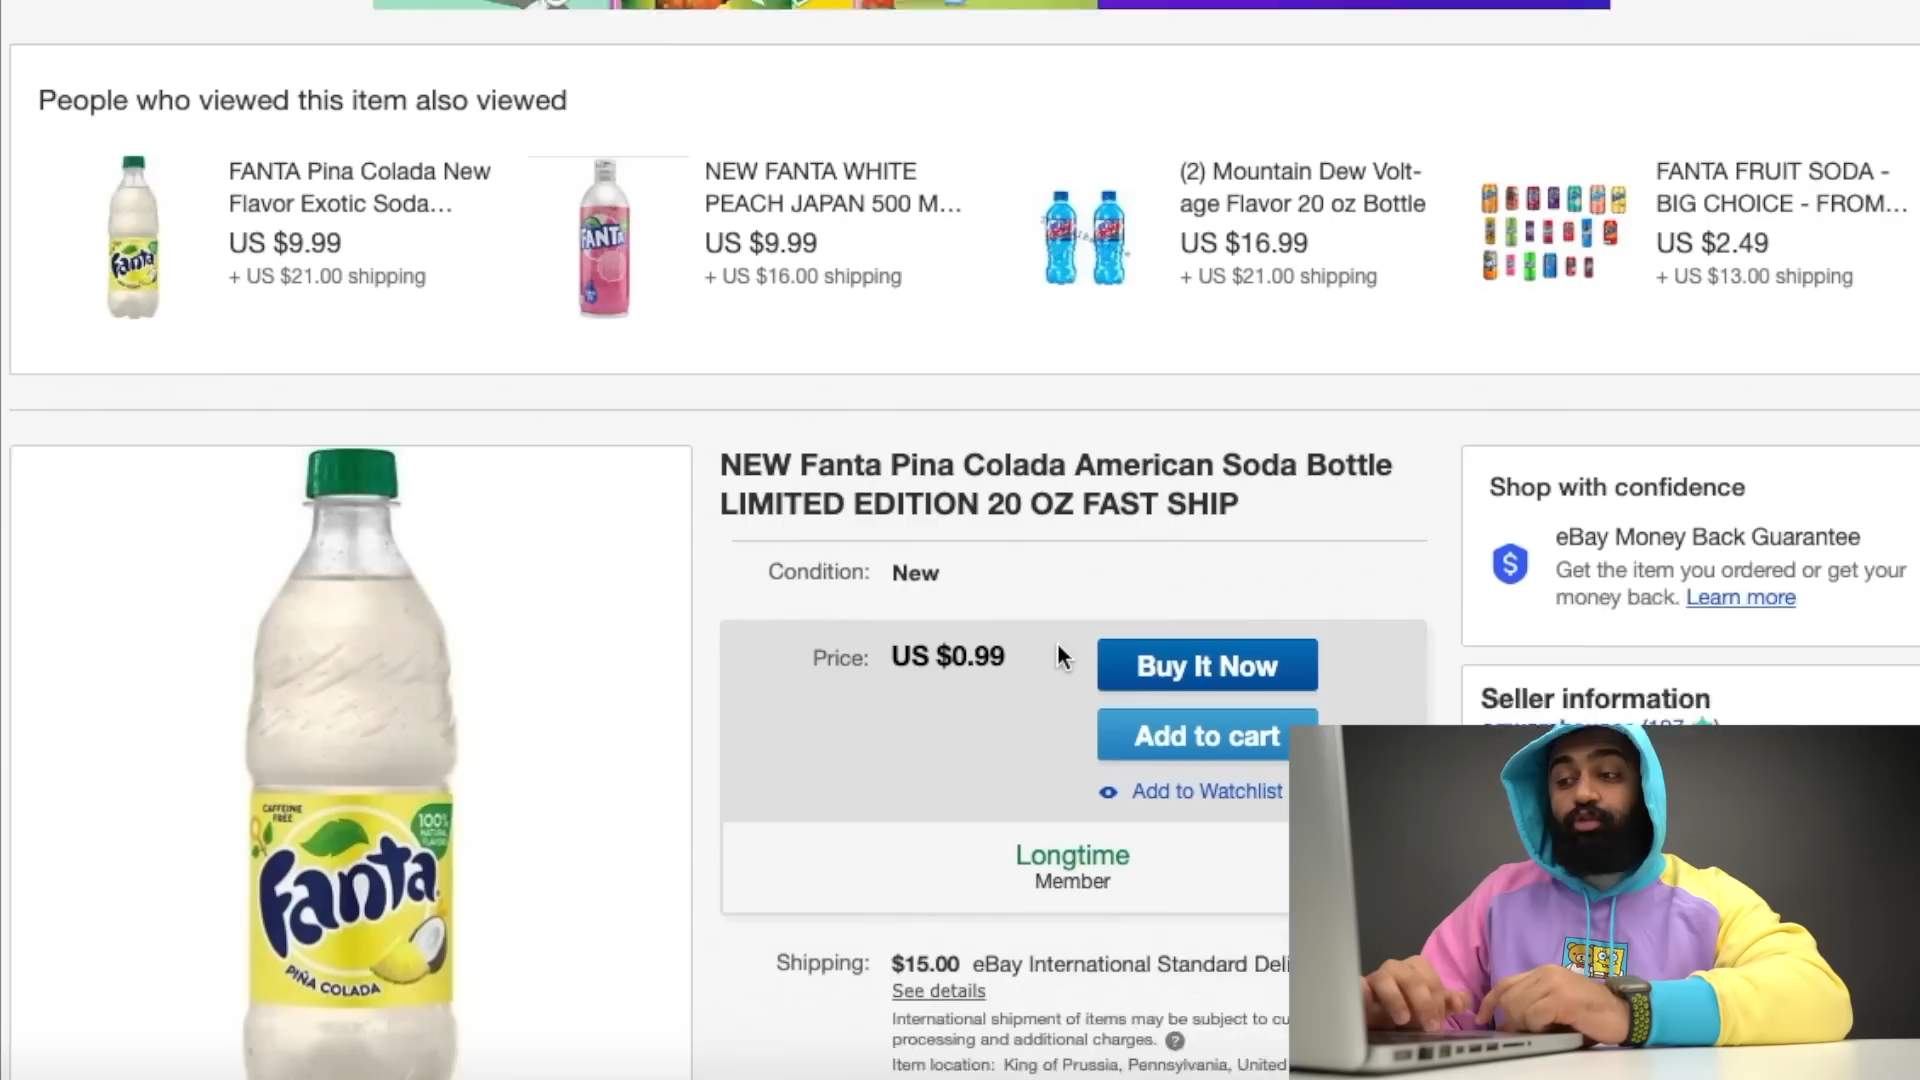 People who viewed this item also viewed
FANTA Pina Colada New
Flavor Exotic Soda...
US $9.99
+ US $21.00 shipping
NEW FANTA WHITE
PEACH JAPAN 500 M...
US $9.99
+ US $16.00 shipping
(2) Mountain Dew Volt-
age Flavor 20 oz Bottle
US $16.99
+ US $21.00 shipping
FANTA FRUIT SODA -
BIG CHOICE - FROM...
US $2.49
+ US $13.00 shipping
Fanta
FANTA
NEW Fanta Pina Colada American Soda Bottle
LIMITED EDITION 20 OZ FAST SHIP
Condition: New
Price: US $0.99
Buy It Now
Add to cart
Add to Watchlist
Longtime
Member
Shipping: $15.00 eBay International Standard Deli
See details
International shipment of items may be subject to cu
processing and additional charges. ?
Item location: King of Prussia, Pennsylvania, United
Shop with confidence
$
eBay Money Back Guarantee
Get the item you ordered or get your
money back. Learn more
Seller information
CAFFEINE
FREE
100%
NATURAL
FLAVORS
Fanta
PIÑA COLADA